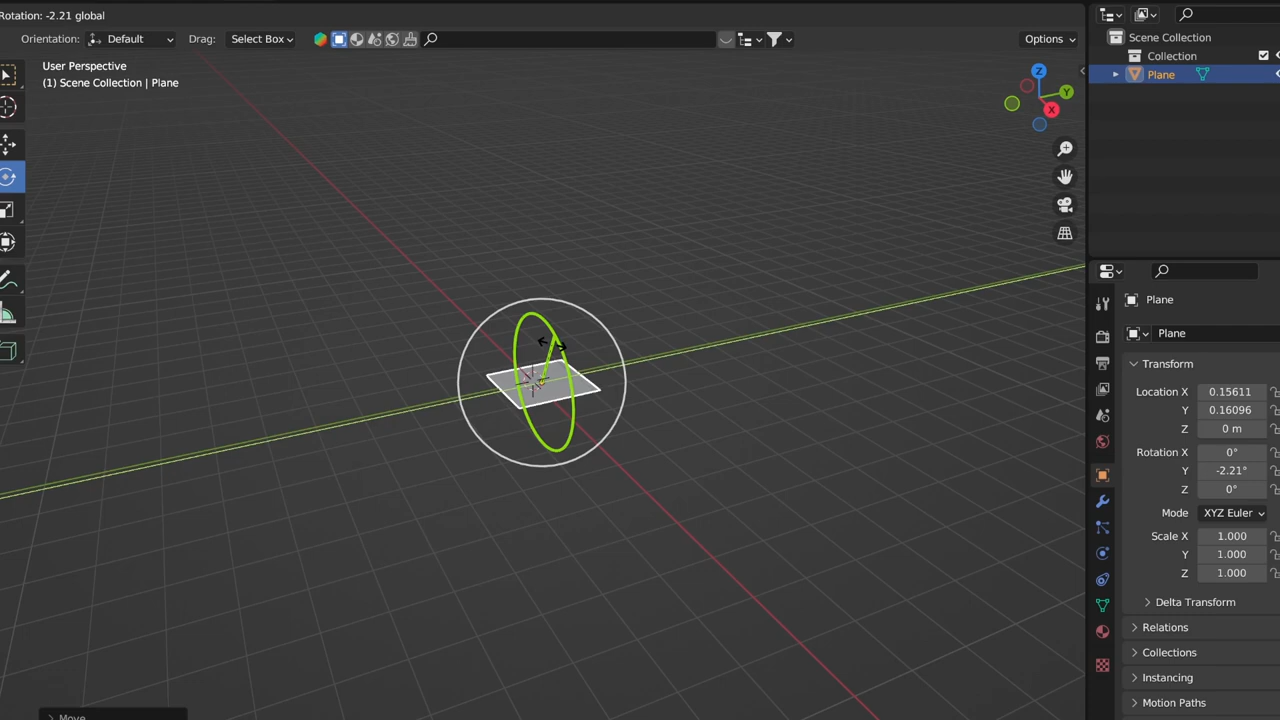 Rotation: -2.21 global
Orientation: Default Drag: Select Box Options
User Perspective
(1) Scene Collection | Plane
Z
Y
X
Move
Scene Collection
Collection
Plane
Plane
Plane
Transform
Location X 0.15611
Y 0.16096
Z 0 m
Rotation X 0°
Y -2.21°
Z 0°
Mode XYZ Euler
Scale X 1.000
Y 1.000
Z 1.000
Delta Transform
Relations
Collections
Instancing
Motion Paths